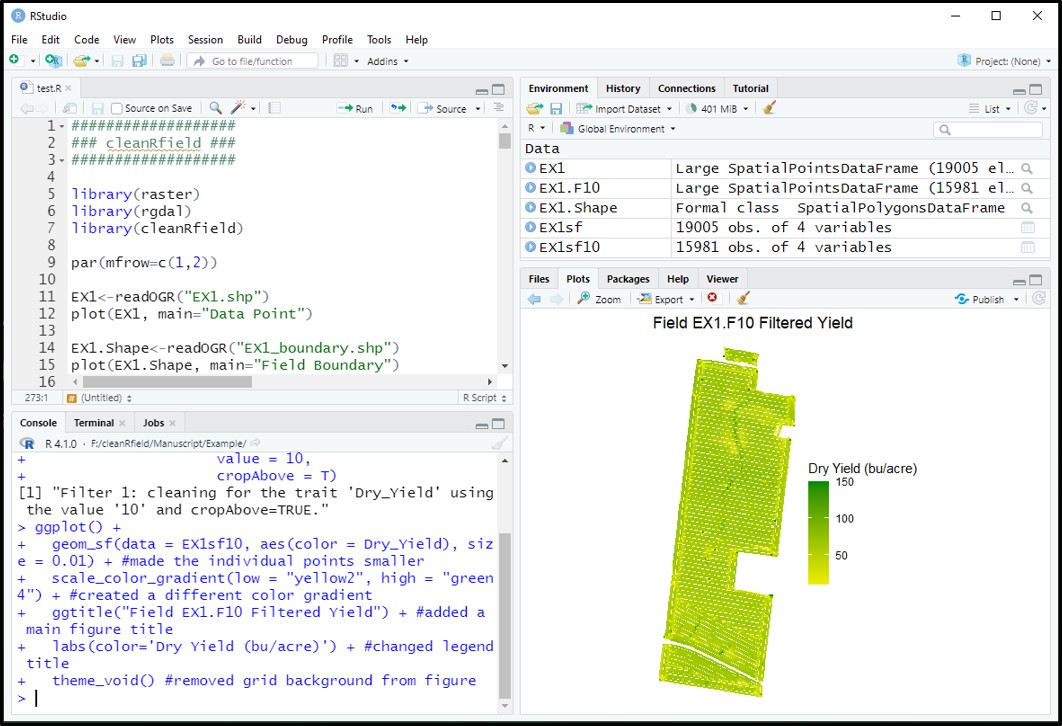 RStudio
File Edit Code View Plots Session Build Debug Profile Tools Help
Go to file/function Addins Project: (None)
test.R
Source on Save Run Source
1 ###################
2 ### cleanRfield ###
3 ###################
4
5 library(raster)
6 library(rgdal)
7 library(cleanRfield)
8
9 par(mfrow=c(1,2))
10
11 EX1<-readOGR("EX1.shp")
12 plot(EX1, main="Data Point")
13
14 EX1.Shape<-readOGR("EX1_boundary.shp")
15 plot(EX1.Shape, main="Field Boundary")
16
273:1 # (Untitled) R Script
Console Terminal Jobs
R R 4.1.0 · F:/cleanRfield/Manuscript/Example/
+ value = 10,
+ cropAbove = T)
[1] "Filter 1: cleaning for the trait 'Dry_Yield' using
the value '10' and cropAbove=TRUE."
> ggplot() +
+ geom_sf(data = EX1sf10, aes(color = Dry_Yield), siz
e = 0.01) + #made the individual points smaller
+ scale_color_gradient(low = "yellow2", high = "green
4") + #created a different color gradient
+ ggtitle("Field EX1.F10 Filtered Yield") + #added a
main figure title
+ labs(color='Dry Yield (bu/acre)') + #changed legend
title
+ theme_void() #removed grid background from figure
>
Environment History Connections Tutorial
Import Dataset 401 MiB List
R Global Environment
Data
EX1 Large SpatialPointsDataFrame (19005 el…
EX1.F10 Large SpatialPointsDataFrame (15981 el…
EX1.Shape Formal class SpatialPolygonsDataFrame
EX1sf 19005 obs. of 4 variables
EX1sf10 15981 obs. of 4 variables
Files Plots Packages Help Viewer
Zoom Export Publish
Field EX1.F10 Filtered Yield
Dry Yield (bu/acre)
150
100
50